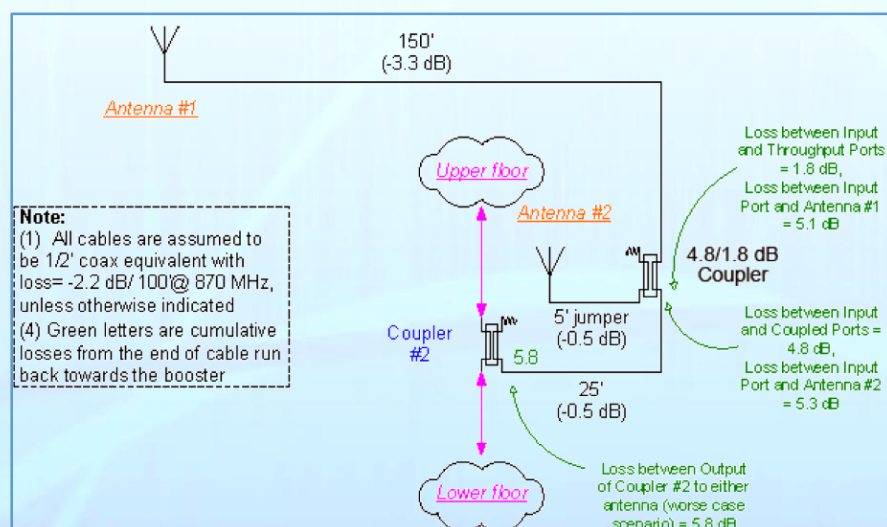 150'
(-3.3 dB)
Antenna #1
Loss between Input
and Throughput Ports
= 1.8 dB,
Loss between Input
Port and Antenna #1
= 5.1 dB
Upper floor
Antenna #2
Note:
(1) All cables are assumed to
be 1/2' coax equivalent with
loss= -2.2 dB/ 100'@ 870 MHz,
unless otherwise indicated
(4) Green letters are cumulative
losses from the end of cable run
back towards the booster
4.8/1.8 dB
Coupler
5' jumper
(-0.5 dB)
Coupler
#2
5.8
25'
(-0.5 dB)
Loss between Input
and Coupled Ports =
4.8 dB,
Loss between Input
Port and Antenna #2
= 5.3 dB
Lower floor
Loss between Output
of Coupler #2 to either
antenna (worse case
scenario) = 5.8 dB